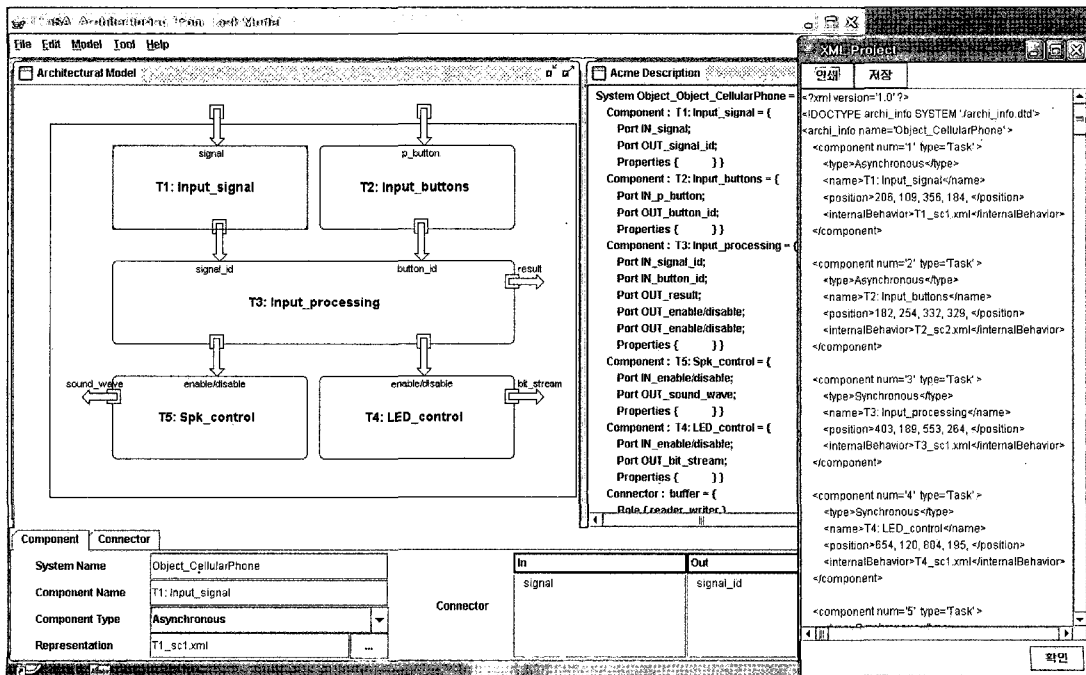 File Edit Model Tool Help
Architectural Model
signal
p_button
T1: Input_signal
T2: Input_buttons
signal_id
button_id
result
T3: Input_processing
sound_wave
enable/disable
enable/disable
bit_stream
T5: Spk_control
T4: LED_control
Acme Description
System Object_Object_CellularPhone =
Component : T1: Input_signal = {
Port IN_signal;
Port OUT_signal_id;
Properties { } }
Component : T2: Input_buttons = {
Port IN_p_button;
Port OUT_button_id;
Properties { } }
Component : T3: Input_processing = {
Port IN_signal_id;
Port IN_button_id;
Port OUT_result;
Port OUT_enable/disable;
Port OUT_enable/disable;
Properties { } }
Component : T5: Spk_control = {
Port IN_enable/disable;
Port OUT_sound_wave;
Properties { } }
Component : T4: LED_control = {
Port IN_enable/disable;
Port OUT_bit_stream;
Properties { } }
Connector : buffer = {
Role { reader, writer }
Component Connector
System Name Object_CellularPhone
Component Name T1: Input_signal
Component Type Asynchronous
Representation T1_sc1.xml ...
Connector
In Out
signal signal_id
XML Project
인쇄 저장
<?xml version='1.0' ?>
<!DOCTYPE archi_info SYSTEM './archi_info.dtd'>
<archi_info name='Object_CellularPhone' >
<component num='1' type='Task' >
<type>Asynchronous</type>
<name>T1: Input_signal</name>
<position>206, 109, 356, 184, </position>
<internalBehavior>T1_sc1.xml</internalBehavior>
</component>
<component num='2' type='Task' >
<type>Asynchronous</type>
<name>T2: Input_buttons</name>
<position>182, 254, 332, 329, </position>
<internalBehavior>T2_sc2.xml</internalBehavior>
</component>
<component num='3' type='Task' >
<type>Synchronous</type>
<name>T3: Input_processing</name>
<position>403, 189, 553, 264, </position>
<internalBehavior>T3_sc1.xml</internalBehavior>
</component>
<component num='4' type='Task' >
<type>Synchronous</type>
<name>T4: LED_control</name>
<position>654, 120, 804, 195, </position>
<internalBehavior>T4_sc1.xml</internalBehavior>
</component>
<component num='5' type='Task' >
확인